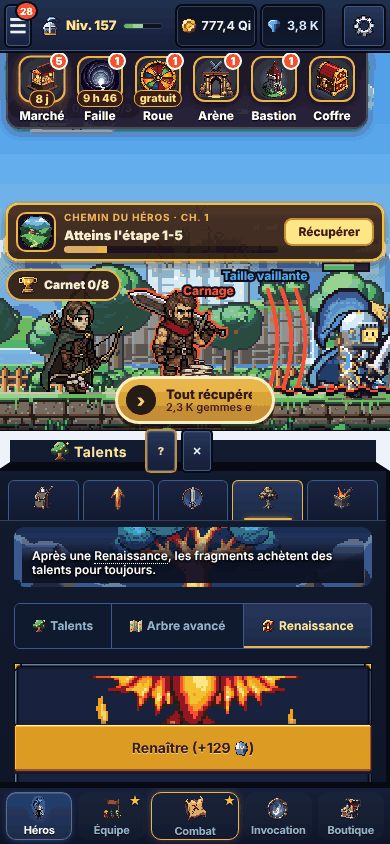 28
Niv. 157
777,4 Qi
3,8 K
5
1
1
1
1
8 j
9 h 46
gratuit
Marché
Faille
Roue
Arène
Bastion
Coffre
CHEMIN DU HÉROS · CH. 1
Atteins l'étape 1-5
Récupérer
Carnet 0/8
Taille vaillante
Carnage
Tout récupére
2,3 K gemmes e
Talents
?
×
Après une Renaissance, les fragments achètent des
talents pour toujours.
Talents
Arbre avancé
Renaissance
Renaître (+129 )
Héros
Équipe
Combat
Invocation
Boutique